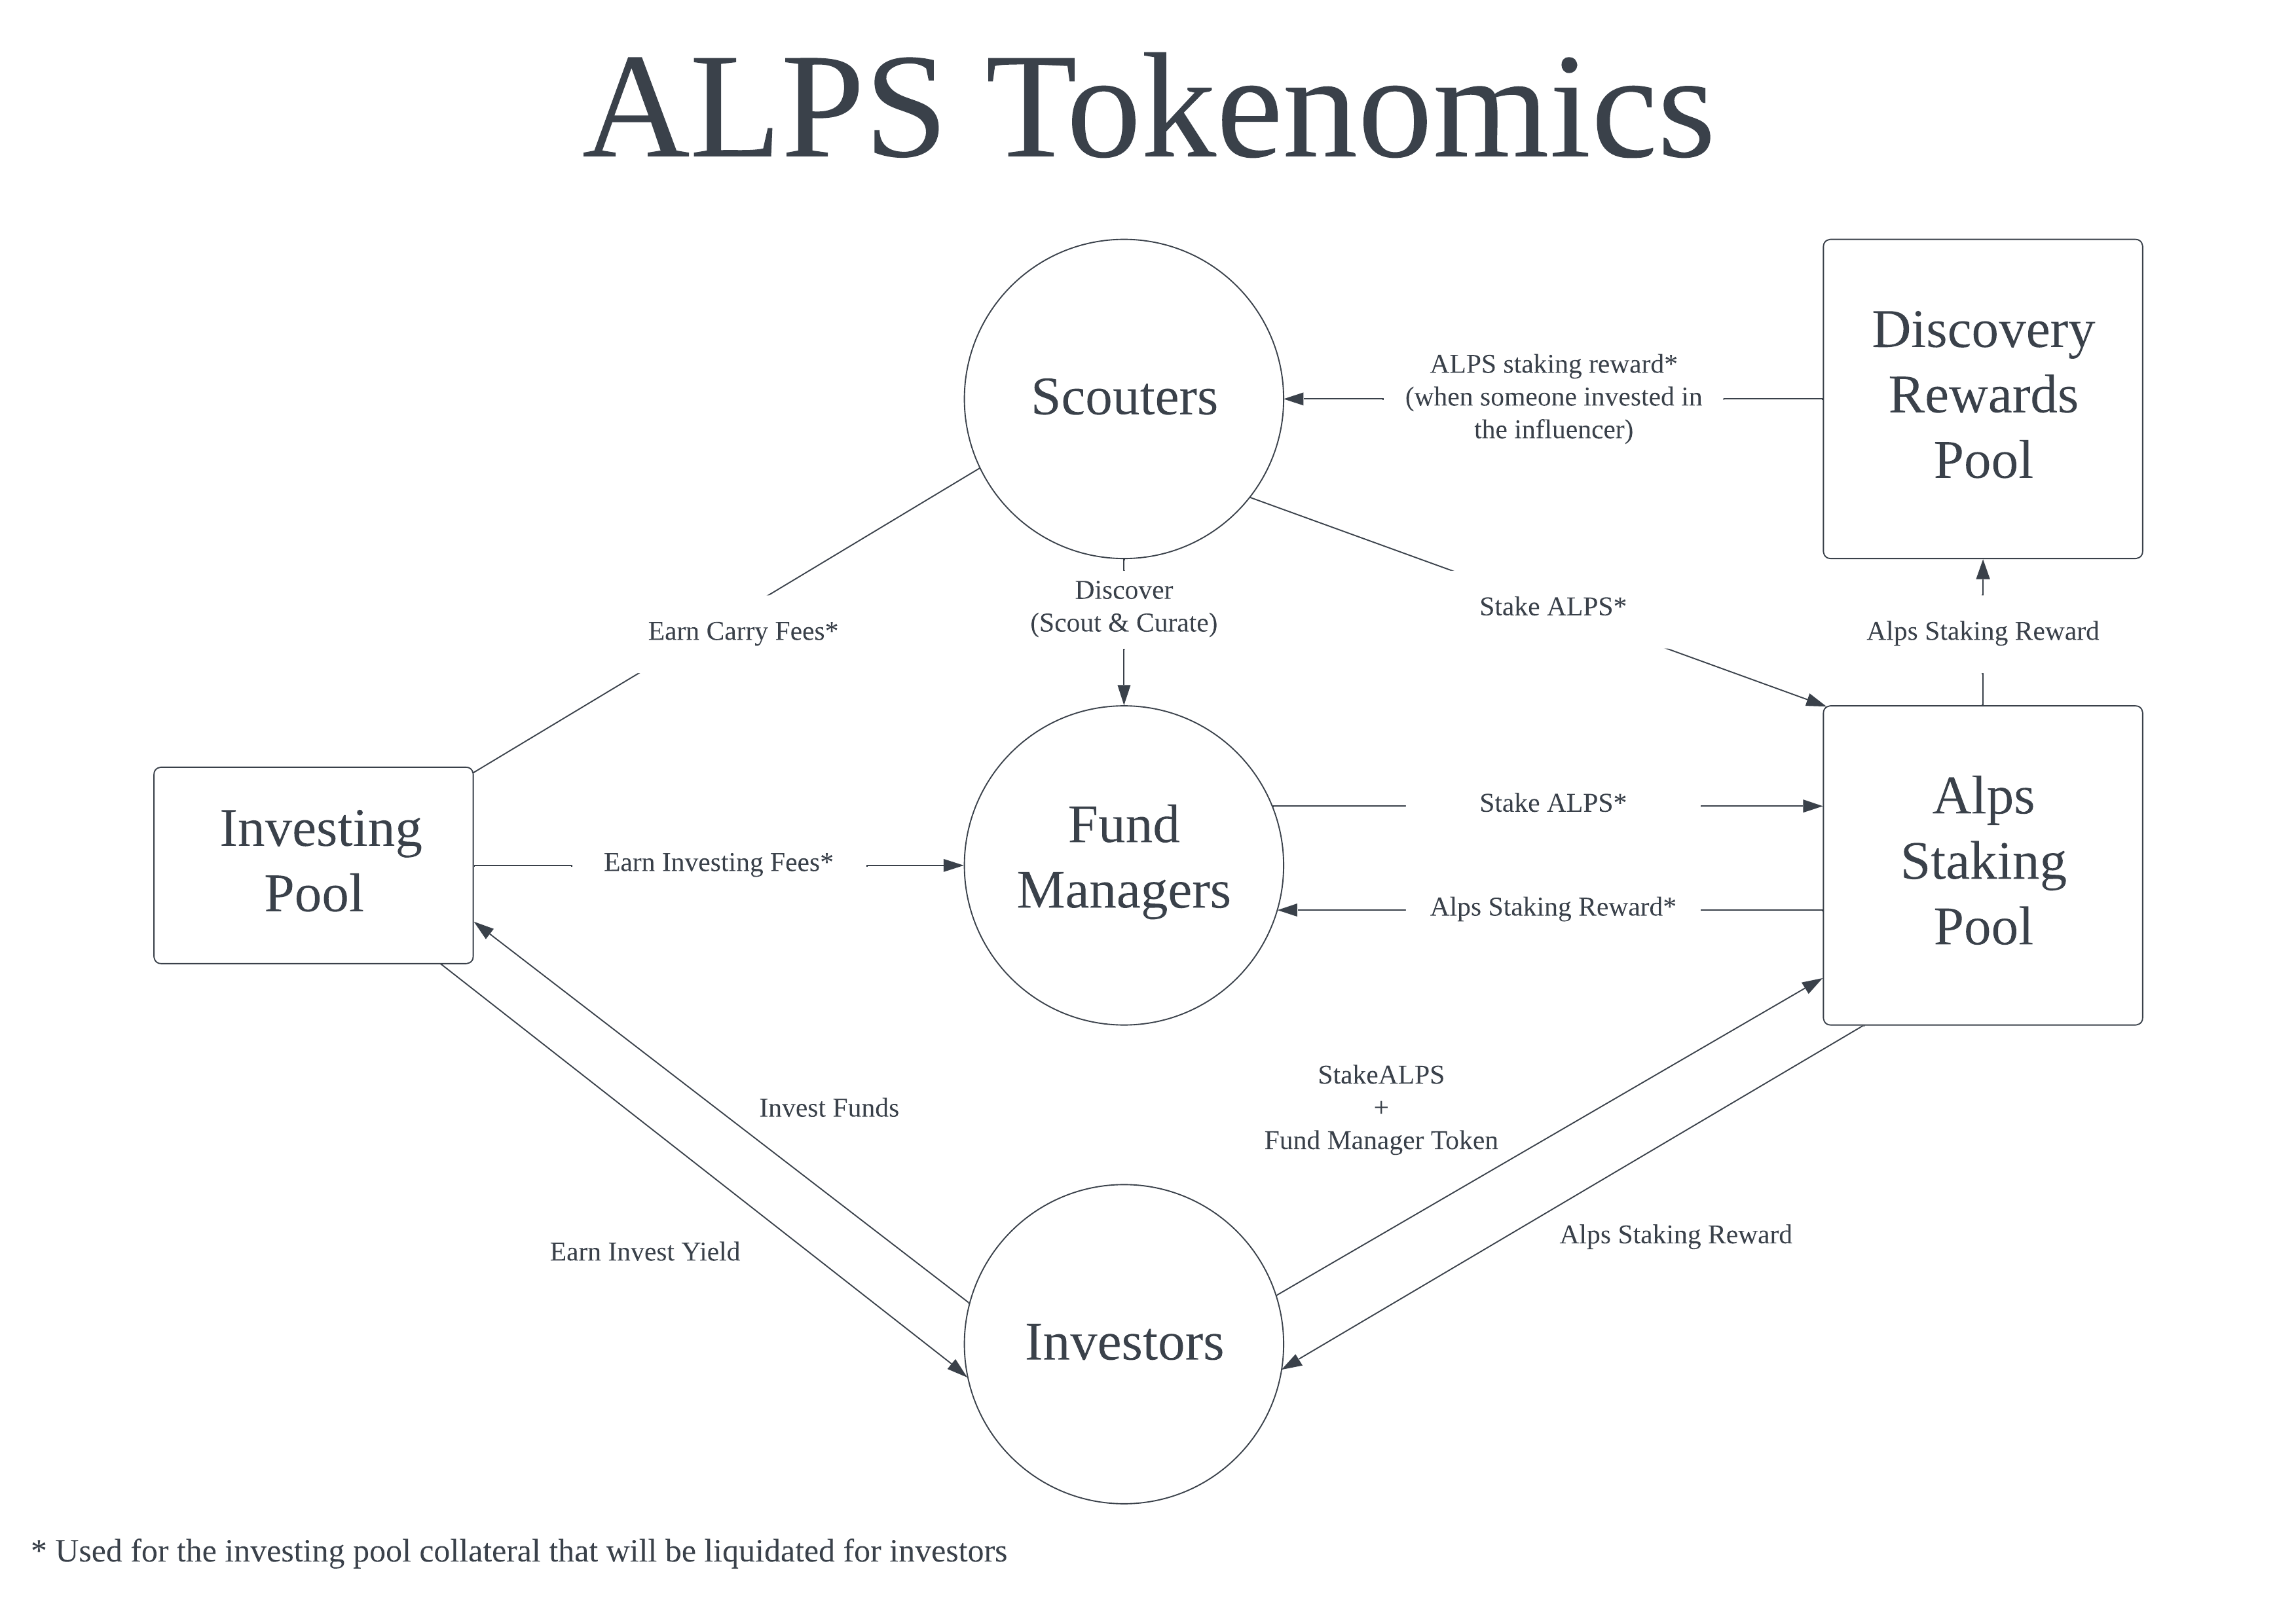 ALPS Tokenomics
Scouters
ALPS staking reward*
(when someone invested in
the influencer)
Discovery
Rewards
Pool
Earn Carry Fees*
Discover
(Scout & Curate)
Stake ALPS*
Alps Staking Reward
Investing
Pool
Earn Investing Fees*
Fund
Managers
Stake ALPS*
Alps Staking Reward*
Alps
Staking
Pool
Invest Funds
Earn Invest Yield
StakeALPS
+
Fund Manager Token
Alps Staking Reward
Investors
* Used for the investing pool collateral that will be liquidated for investors